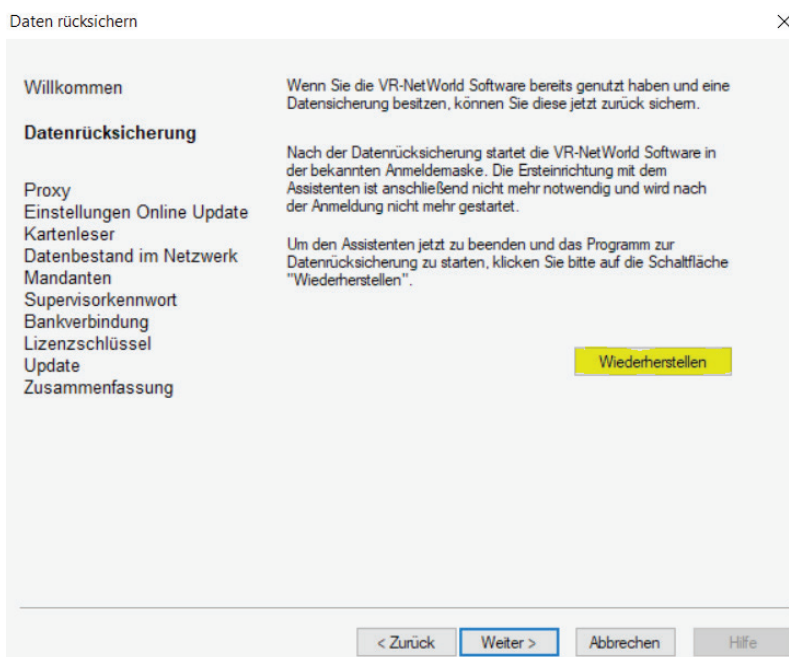 Daten rücksichern
Willkommen
Datenrücksicherung
Proxy
Einstellungen Online Update
Kartenleser
Datenbestand im Netzwerk
Mandanten
Supervisorkennwort
Bankverbindung
Lizenzschlüssel
Update
Zusammenfassung
Wenn Sie die VR-NetWorld Software bereits genutzt haben und eine
Datensicherung besitzen, können Sie diese jetzt zurück sichern.
Nach der Datenrücksicherung startet die VR-NetWorld Software in
der bekannten Anmeldemaske. Die Ersteinrichtung mit dem
Assistenten ist anschließend nicht mehr notwendig und wird nach
der Anmeldung nicht mehr gestartet.
Um den Assistenten jetzt zu beenden und das Programm zur
Datenrücksicherung zu starten, klicken Sie bitte auf die Schaltfläche
"Wiederherstellen".
Wiederherstellen
< Zurück
Weiter >
Abbrechen
Hilfe